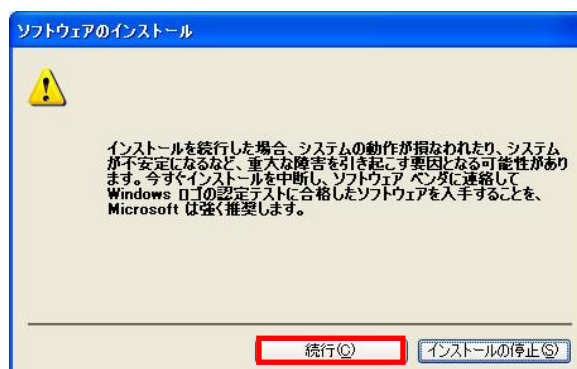 ソフトウェアのインストール
インストールを続行した場合、システムの動作が損なわれたり、システム
が不安定になるなど、重大な障害を引き起こす要因となる可能性があり
ます。今すぐインストールを中断し、ソフトウェア ベンダに連絡して
Windows ロゴの認定テストに合格したソフトウェアを入手することを、
Microsoft は強く推奨します。
続行(C)
インストールの停止(S)